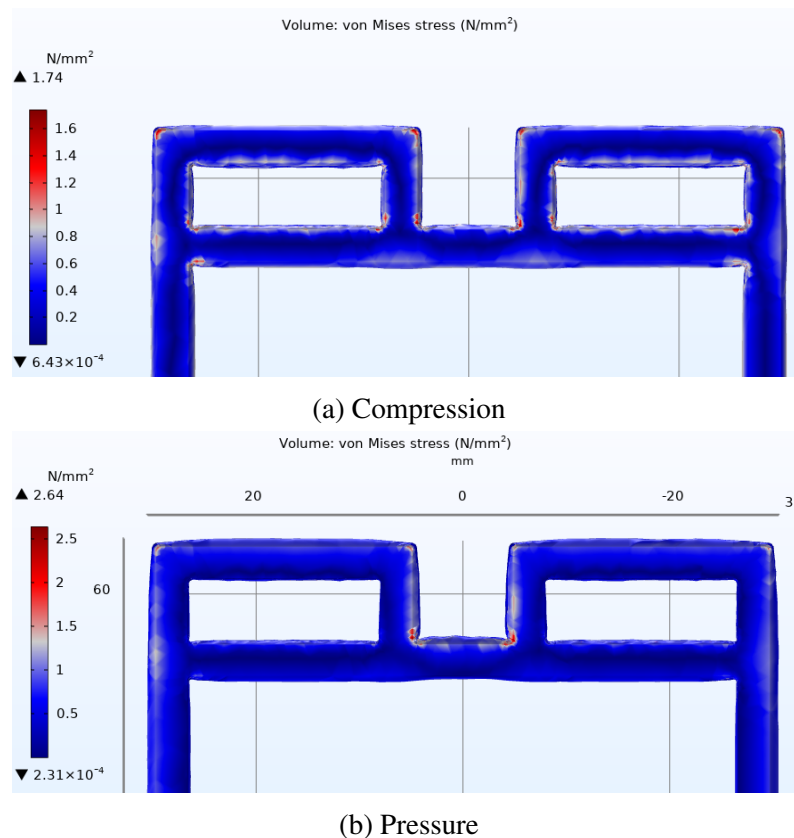 Volume: von Mises stress (N/mm²)
N/mm²
▲ 1.74
1.6
1.4
1.2
1
0.8
0.6
0.4
0.2
▼ 6.43×10⁻⁴
(a) Compression
Volume: von Mises stress (N/mm²)
mm
N/mm²
▲ 2.64
20 0 -20 3
2.5
60
2
1.5
1
0.5
▼ 2.31×10⁻⁴
(b) Pressure